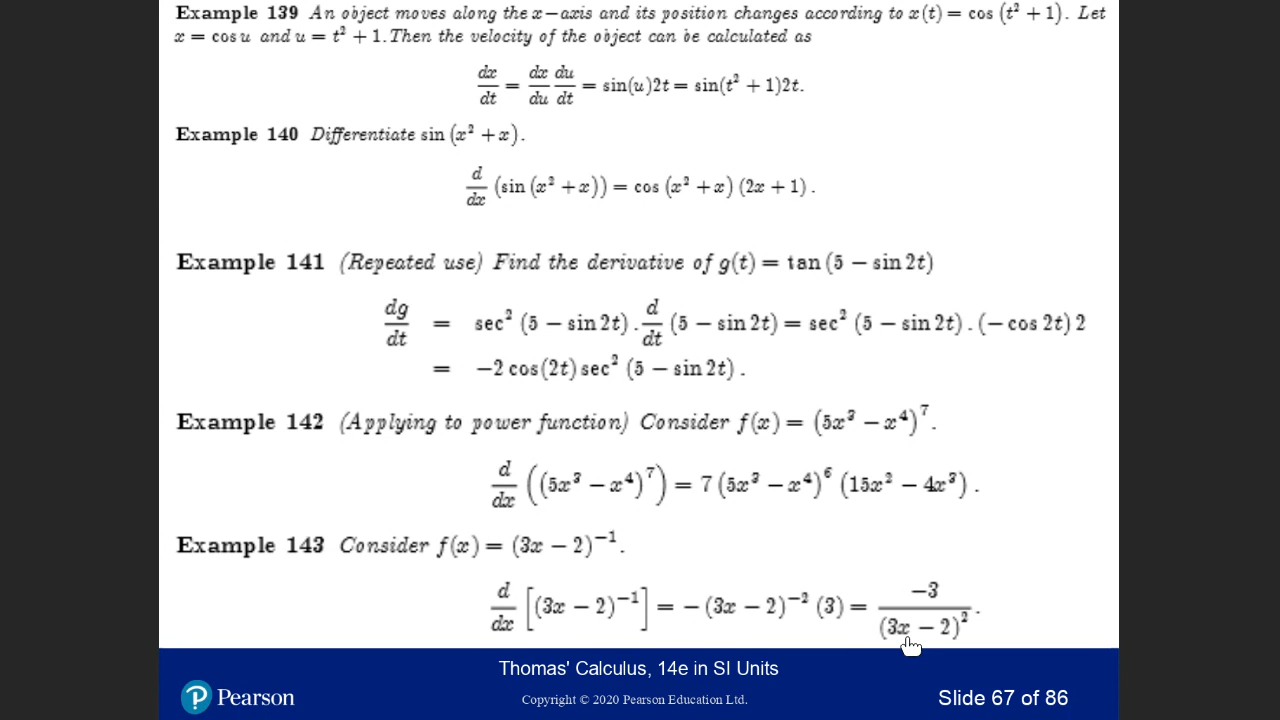 Example 139 An object moves along the x−axis and its position changes according to x(t) = cos (t² + 1). Let
x = cos u and u = t² + 1. Then the velocity of the object can be calculated as
dx/dt = dx/du du/dt = sin(u)2t = sin(t² + 1)2t.
Example 140 Differentiate sin (x² + x).
d/dx (sin (x² + x)) = cos (x² + x) (2x + 1).
Example 141 (Repeated use) Find the derivative of g(t) = tan (5 − sin 2t)
dg/dt = sec² (5 − sin 2t) . d/dt (5 − sin 2t) = sec² (5 − sin 2t) . (− cos 2t) 2
= −2 cos(2t) sec² (5 − sin 2t) .
Example 142 (Applying to power function) Consider f(x) = (5x³ − x⁴)⁷.
d/dx ((5x³ − x⁴)⁷) = 7 (5x³ − x⁴)⁶ (15x² − 4x³) .
Example 143 Consider f(x) = (3x − 2)⁻¹.
d/dx [(3x − 2)⁻¹] = − (3x − 2)⁻² (3) = −3/(3x − 2)² .
Thomas' Calculus, 14e in SI Units
P Pearson
Copyright © 2020 Pearson Education Ltd.
Slide 67 of 86